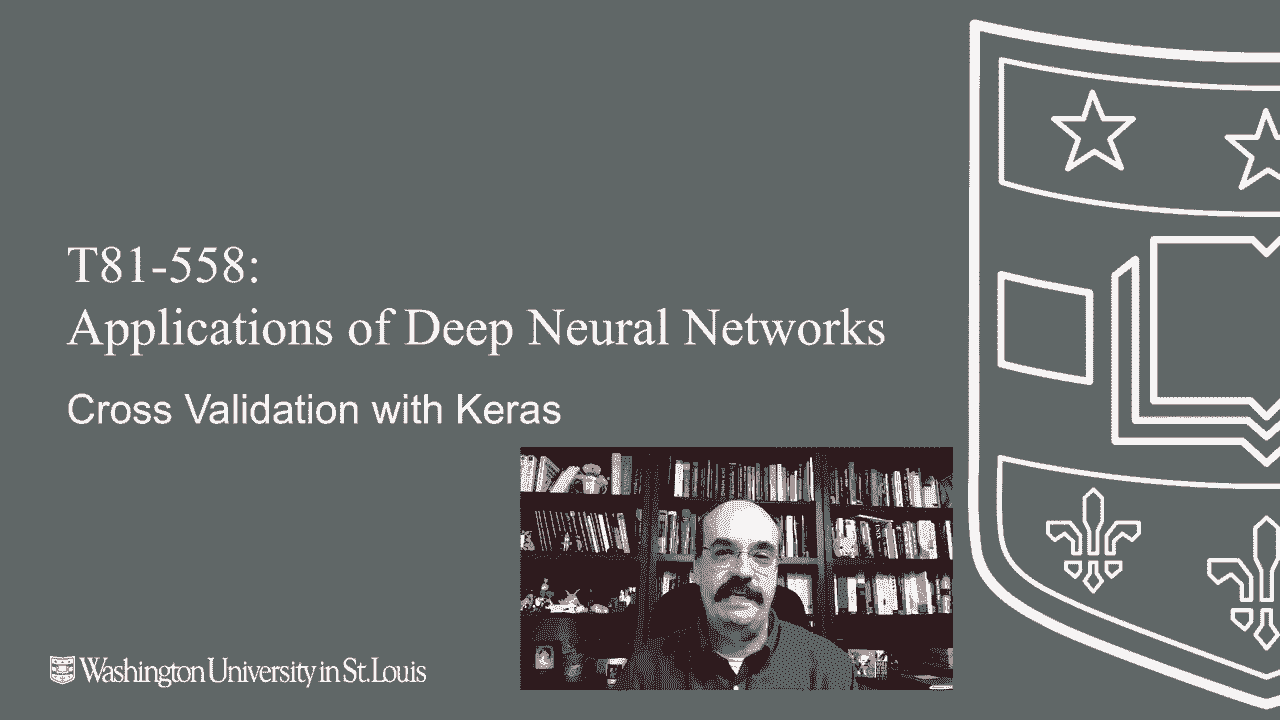 T81-558:
Applications of Deep Neural Networks
Cross Validation with Keras
Washington University in St. Louis